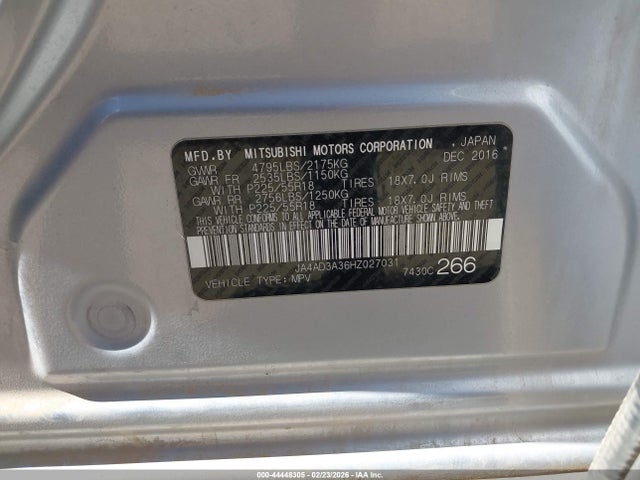 MFD.BY MITSUBISHI MOTORS CORPORATION , JAPAN
GVWR 4795LBS/2175KG DEC 2016
GAWR FR 2535LBS/1150KG
WITH P225/55R18 TIRES 18X7.0J RIMS
GAWR RR 2756LBS/1250KG
WITH P225/55R18 TIRES 18X7.0J RIMS
THIS VEHICLE CONFORMS TO ALL APPLICABLE FEDERAL MOTOR VEHICLE SAFETY AND THEFT
PREVENTION STANDARDS IN EFFECT ON THE DATE OF MANUFACTURE SHOWN ABOVE.
JA4AD3A36HZ027031
VEHICLE TYPE:MPV 7430C 266
000-44448305 - 02/23/2026 - IAA, Inc.